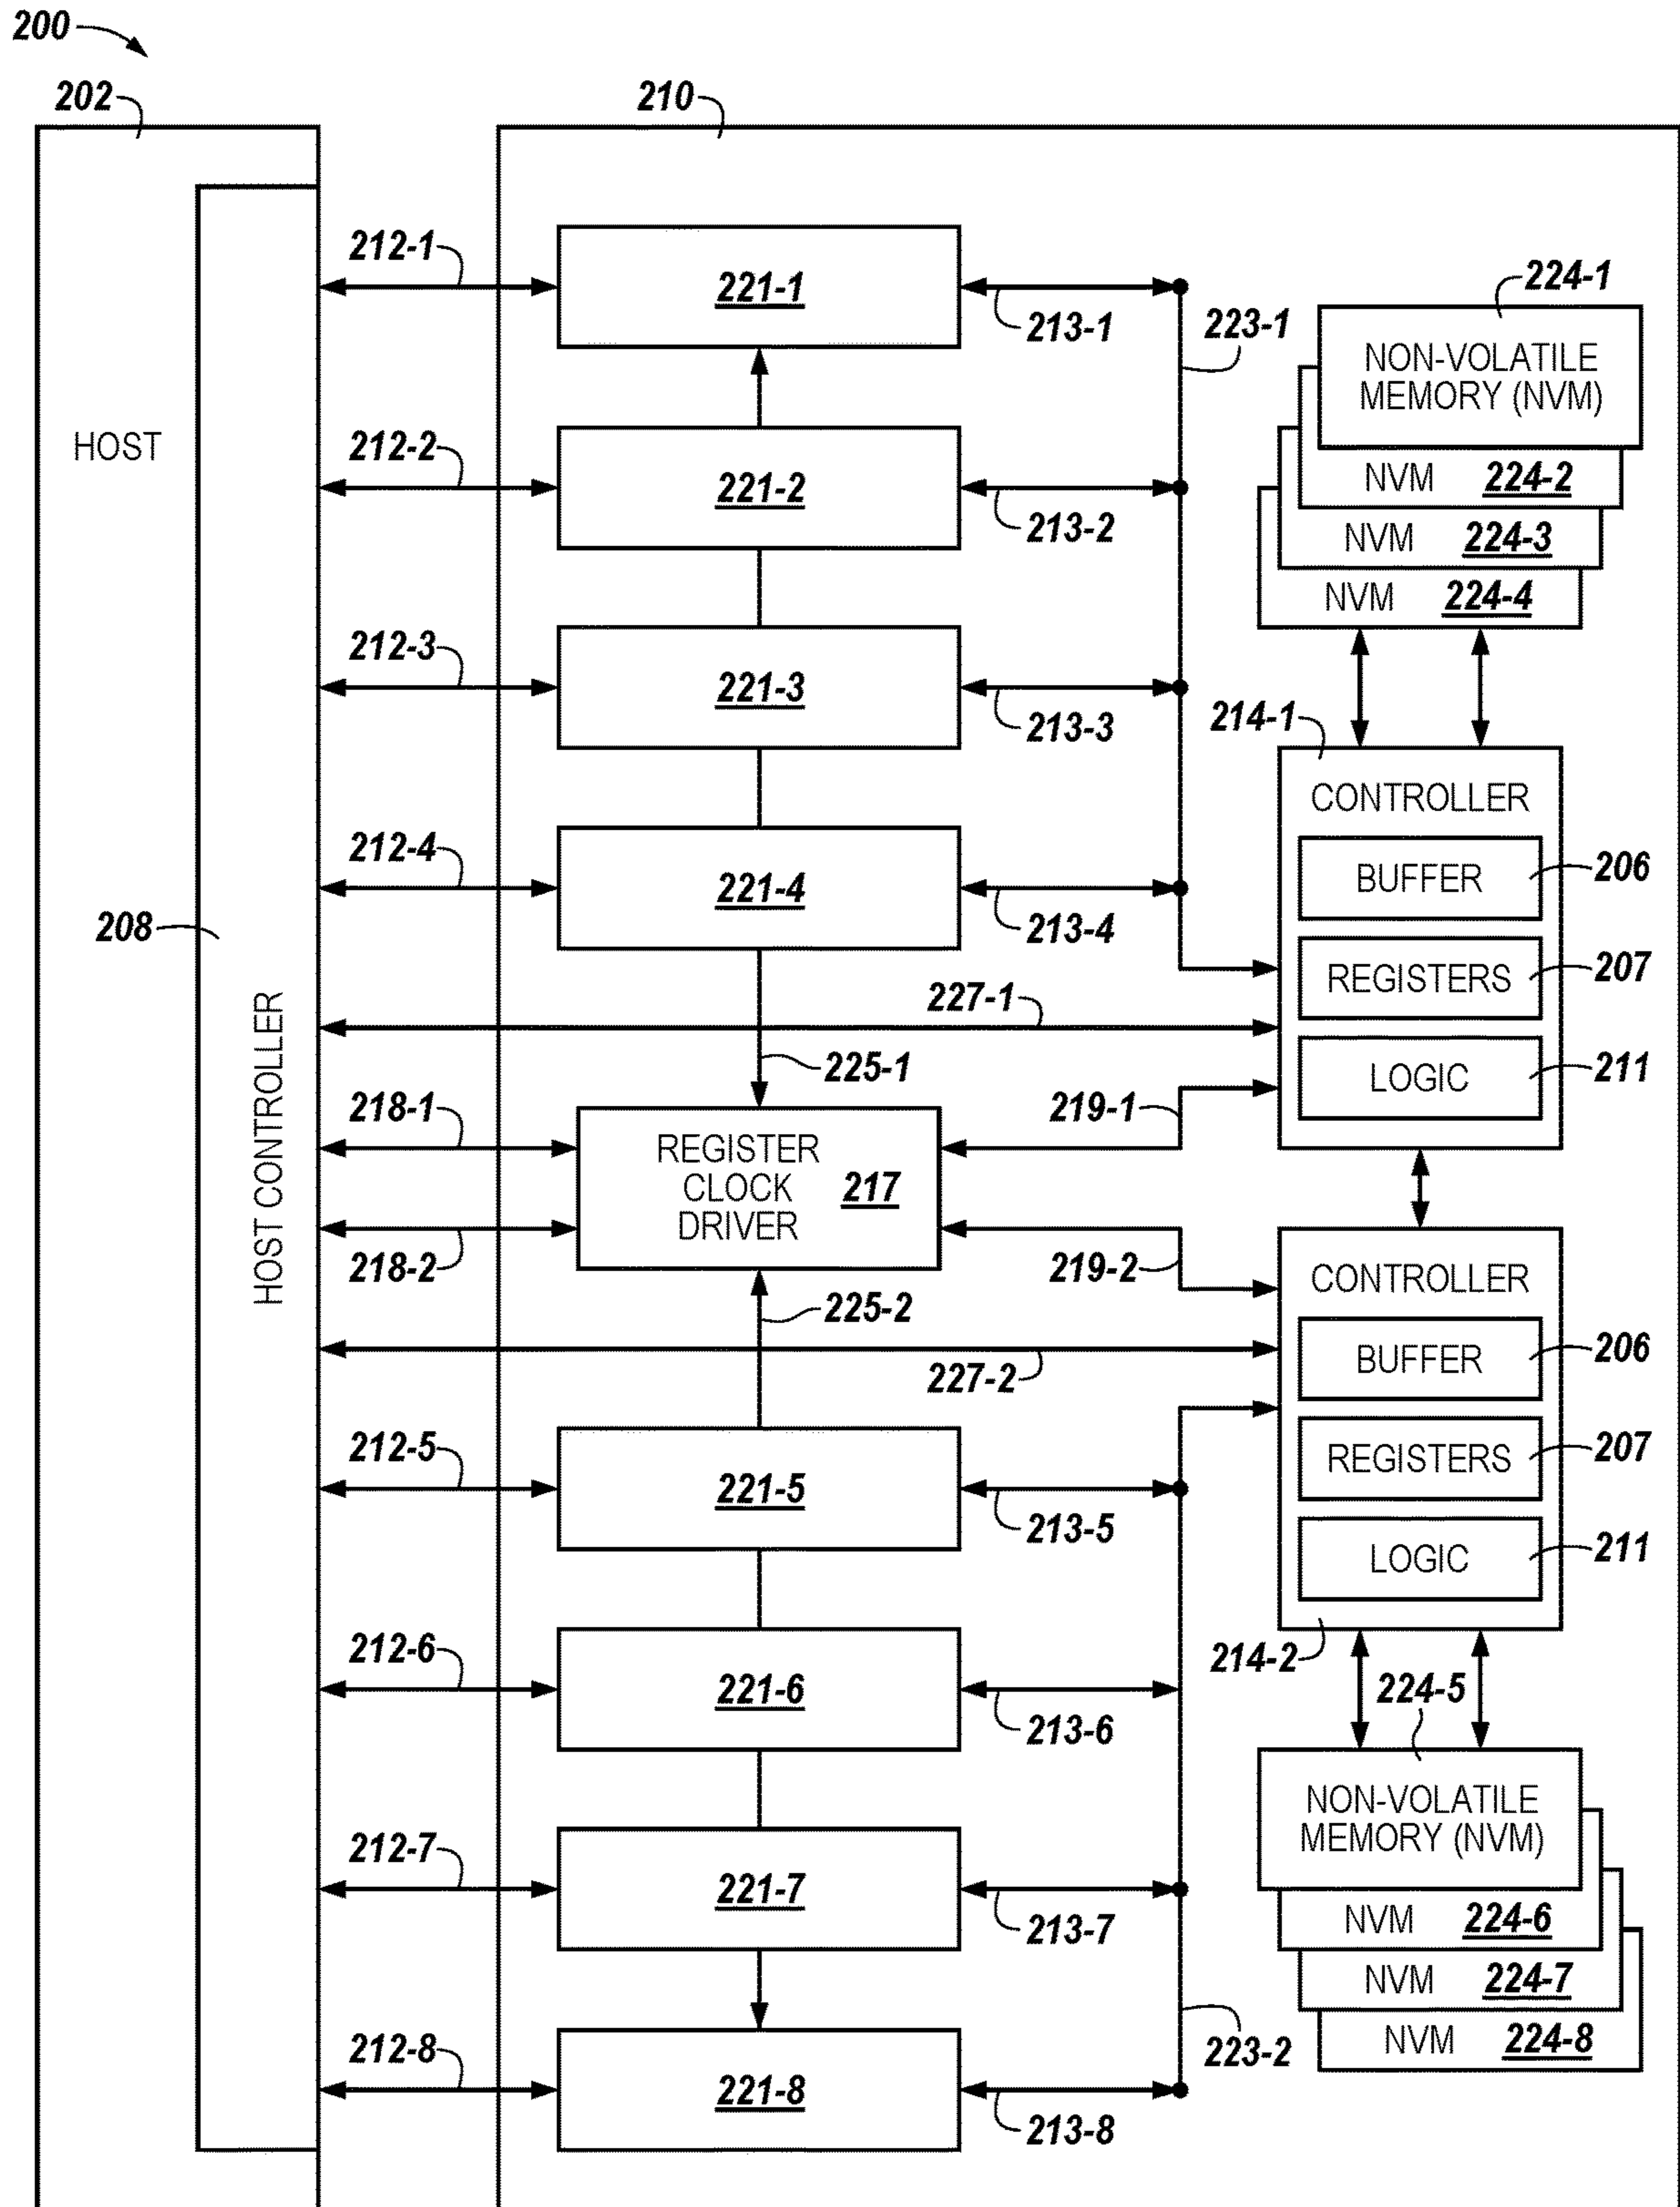 200
202
210
212-1
221-1
213-1
223-1
224-1
NON-VOLATILE
MEMORY (NVM)
HOST
212-2
221-2
213-2
NVM 224-2
NVM 224-3
NVM 224-4
212-3
221-3
213-3
214-1
CONTROLLER
212-4
221-4
213-4
BUFFER 206
208
REGISTERS 207
227-1
LOGIC 211
HOST CONTROLLER
225-1
218-1
219-1
REGISTER
CLOCK
DRIVER
217
218-2
219-2
CONTROLLER
225-2
BUFFER 206
227-2
212-5
221-5
213-5
REGISTERS 207
LOGIC 211
212-6
221-6
213-6
214-2
224-5
NON-VOLATILE
MEMORY (NVM)
212-7
221-7
213-7
NVM 224-6
NVM 224-7
NVM 224-8
223-2
212-8
221-8
213-8